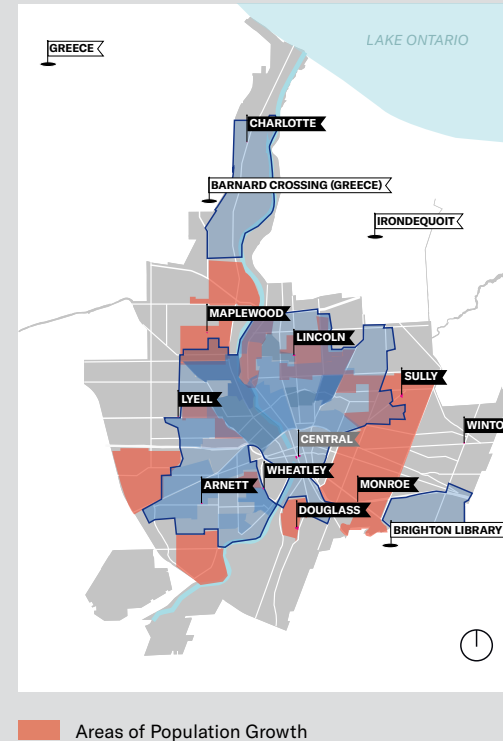 LAKE ONTARIO
GREECE
CHARLOTTE
BARNARD CROSSING (GREECE)
IRONDEQUOIT
MAPLEWOOD
LINCOLN
SULLY
LYELL
WINTO
CENTRAL
WHEATLEY
ARNETT
MONROE
DOUGLASS
BRIGHTON LIBRARY
Areas of Population Growth